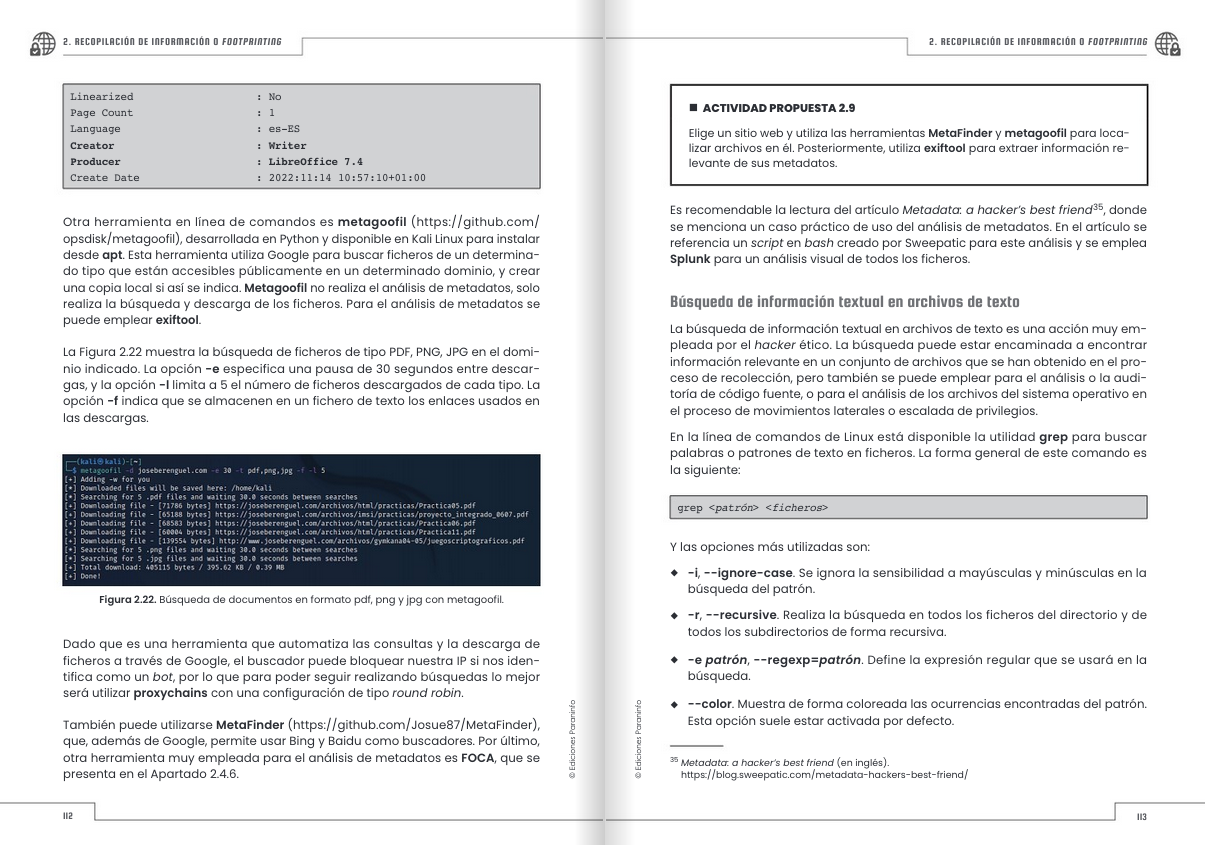 2. RECOPILACIÓN DE INFORMACIÓN O FOOTPRINTING
Linearized : No
Page Count : 1
Language : es-ES
Creator : Writer
Producer : LibreOffice 7.4
Create Date : 2022:11:14 10:57:10+01:00
Otra herramienta en línea de comandos es metagoofil (https://github.com/
opsdisk/metagoofil), desarrollada en Python y disponible en Kali Linux para instalar
desde apt. Esta herramienta utiliza Google para buscar ficheros de un determina-
do tipo que están accesibles públicamente en un determinado dominio, y crear
una copia local si así se indica. Metagoofil no realiza el análisis de metadatos, solo
realiza la búsqueda y descarga de los ficheros. Para el análisis de metadatos se
puede emplear exiftool.
La Figura 2.22 muestra la búsqueda de ficheros de tipo PDF, PNG, JPG en el domi-
nio indicado. La opción -e especifica una pausa de 30 segundos entre descar-
gas, y la opción -l limita a 5 el número de ficheros descargados de cada tipo. La
opción -f indica que se almacenen en un fichero de texto los enlaces usados en
las descargas.
┌──(kali㉿kali)-[~]
└─$ metagoofil -d joseberenguel.com -e 30 -t pdf,png,jpg -f -l 5
[*] Adding -w for you
[*] Downloaded files will be saved here: /home/kali
[*] Searching for 5 .pdf files and waiting 30.0 seconds between searches
[+] Downloading file - [71786 bytes] https://joseberenguel.com/archivos/html/practicas/Practica05.pdf
[+] Downloading file - [65188 bytes] https://joseberenguel.com/archivos/imsi/practicas/proyecto_integrado_0607.pdf
[+] Downloading file - [68583 bytes] https://joseberenguel.com/archivos/html/practicas/Practica06.pdf
[+] Downloading file - [60004 bytes] https://joseberenguel.com/archivos/html/practicas/Practica11.pdf
[+] Downloading file - [139554 bytes] http://www.joseberenguel.com/archivos/gymkana04-05/juegoscriptograficos.pdf
[*] Searching for 5 .png files and waiting 30.0 seconds between searches
[*] Searching for 5 .jpg files and waiting 30.0 seconds between searches
[+] Total download: 405115 bytes / 395.62 KB / 0.39 MB
[+] Done!
Figura 2.22. Búsqueda de documentos en formato pdf, png y jpg con metagoofil.
Dado que es una herramienta que automatiza las consultas y la descarga de
ficheros a través de Google, el buscador puede bloquear nuestra IP si nos iden-
tifica como un bot, por lo que para poder seguir realizando búsquedas lo mejor
será utilizar proxychains con una configuración de tipo round robin.
También puede utilizarse MetaFinder (https://github.com/Josue87/MetaFinder),
que, además de Google, permite usar Bing y Baidu como buscadores. Por último,
otra herramienta muy empleada para el análisis de metadatos es FOCA, que se
presenta en el Apartado 2.4.6.
© Ediciones Paraninfo
112
2. RECOPILACIÓN DE INFORMACIÓN O FOOTPRINTING
■ ACTIVIDAD PROPUESTA 2.9
Elige un sitio web y utiliza las herramientas MetaFinder y metagoofil para loca-
lizar archivos en él. Posteriormente, utiliza exiftool para extraer información re-
levante de sus metadatos.
Es recomendable la lectura del artículo Metadata: a hacker's best friend35, donde
se menciona un caso práctico de uso del análisis de metadatos. En el artículo se
referencia un script en bash creado por Sweepatic para este análisis y se emplea
Splunk para un análisis visual de todos los ficheros.
Búsqueda de información textual en archivos de texto
La búsqueda de información textual en archivos de texto es una acción muy em-
pleada por el hacker ético. La búsqueda puede estar encaminada a encontrar
información relevante en un conjunto de archivos que se han obtenido en el pro-
ceso de recolección, pero también se puede emplear para el análisis o la audi-
toría de código fuente, o para el análisis de los archivos del sistema operativo en
el proceso de movimientos laterales o escalada de privilegios.
En la línea de comandos de Linux está disponible la utilidad grep para buscar
palabras o patrones de texto en ficheros. La forma general de este comando es
la siguiente:
grep <patrón> <ficheros>
Y las opciones más utilizadas son:
◆ -i, --ignore-case. Se ignora la sensibilidad a mayúsculas y minúsculas en la
búsqueda del patrón.
◆ -r, --recursive. Realiza la búsqueda en todos los ficheros del directorio y de
todos los subdirectorios de forma recursiva.
◆ -e patrón, --regexp=patrón. Define la expresión regular que se usará en la
búsqueda.
◆ --color. Muestra de forma coloreada las ocurrencias encontradas del patrón.
Esta opción suele estar activada por defecto.
35 Metadata: a hacker's best friend (en inglés).
https://blog.sweepatic.com/metadata-hackers-best-friend/
© Ediciones Paraninfo
113